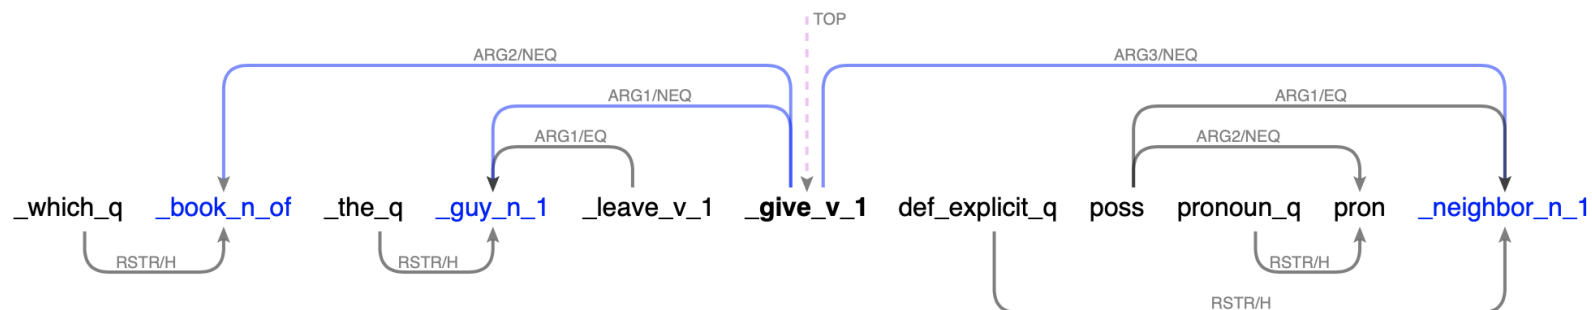 TOP
ARG2/NEQ ARG3/NEQ
ARG1/NEQ ARG1/EQ
ARG1/EQ ARG2/NEQ
_which_q _book_n_of _the_q _guy_n_1 _leave_v_1 _give_v_1 def_explicit_q poss pronoun_q pron _neighbor_n_1
RSTR/H RSTR/H RSTR/H
RSTR/H